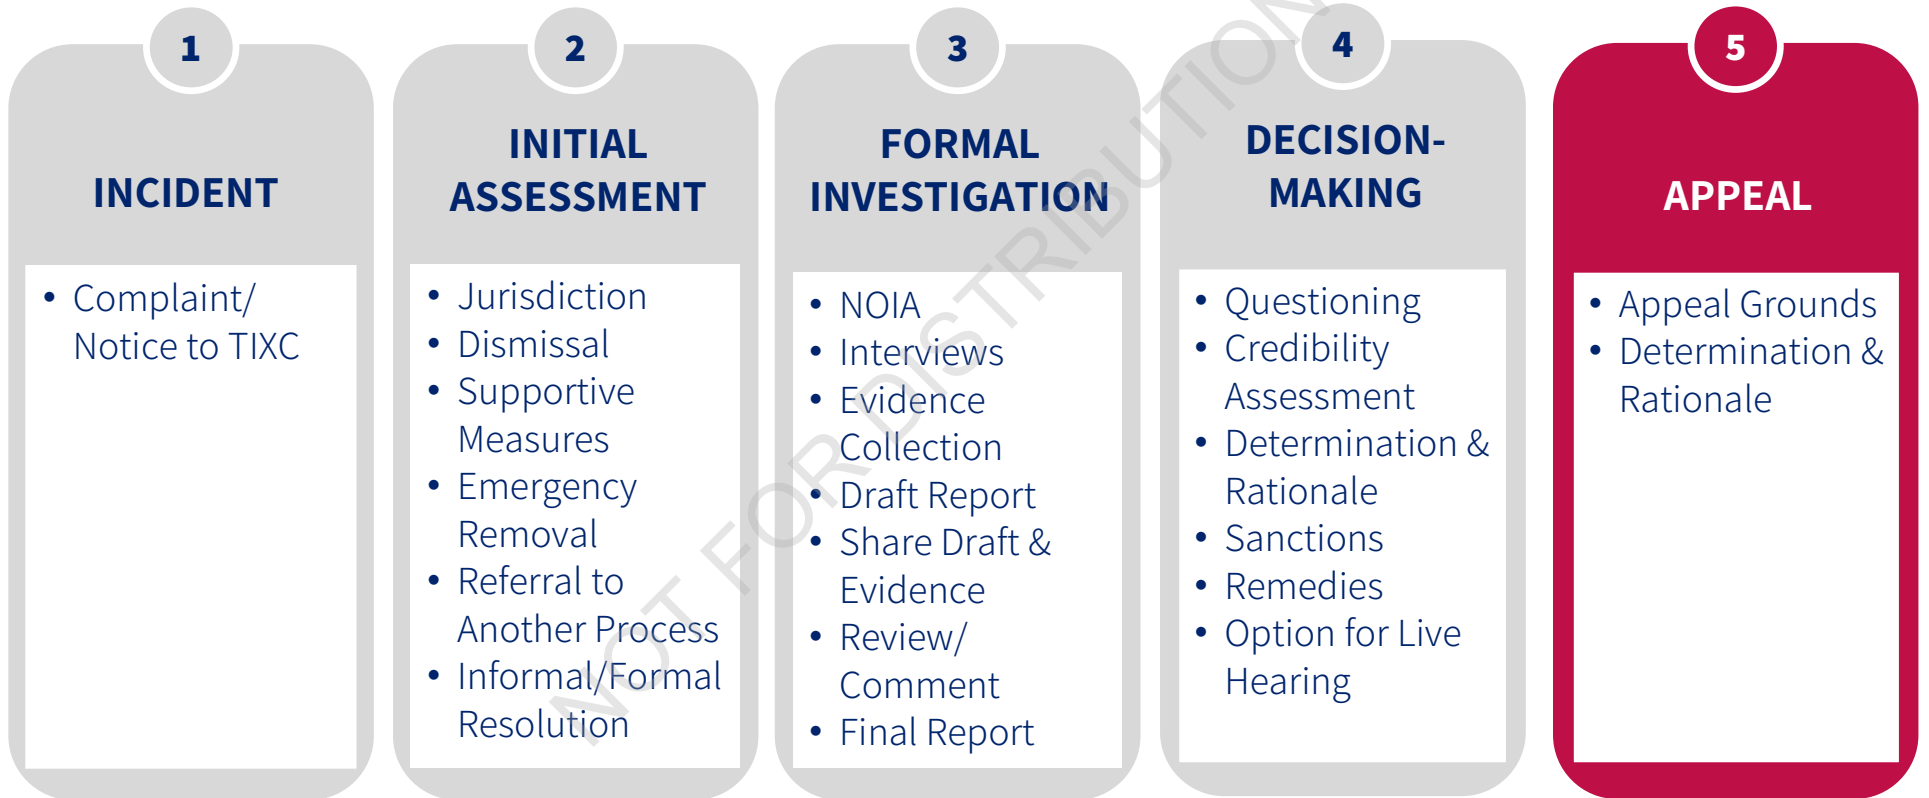 1
INCIDENT
• Complaint/
Notice to TIXC
2
INITIAL
ASSESSMENT
• Jurisdiction
• Dismissal
• Supportive
Measures
• Emergency
Removal
• Referral to
Another Process
• Informal/Formal
Resolution
3
FORMAL
INVESTIGATION
• NOIA
• Interviews
• Evidence
Collection
• Draft Report
• Share Draft &
Evidence
• Review/
Comment
• Final Report
4
DECISION-
MAKING
• Questioning
• Credibility
Assessment
• Determination &
Rationale
• Sanctions
• Remedies
• Option for Live
Hearing
5
APPEAL
• Appeal Grounds
• Determination &
Rationale
NOT FOR DISTRIBUTION